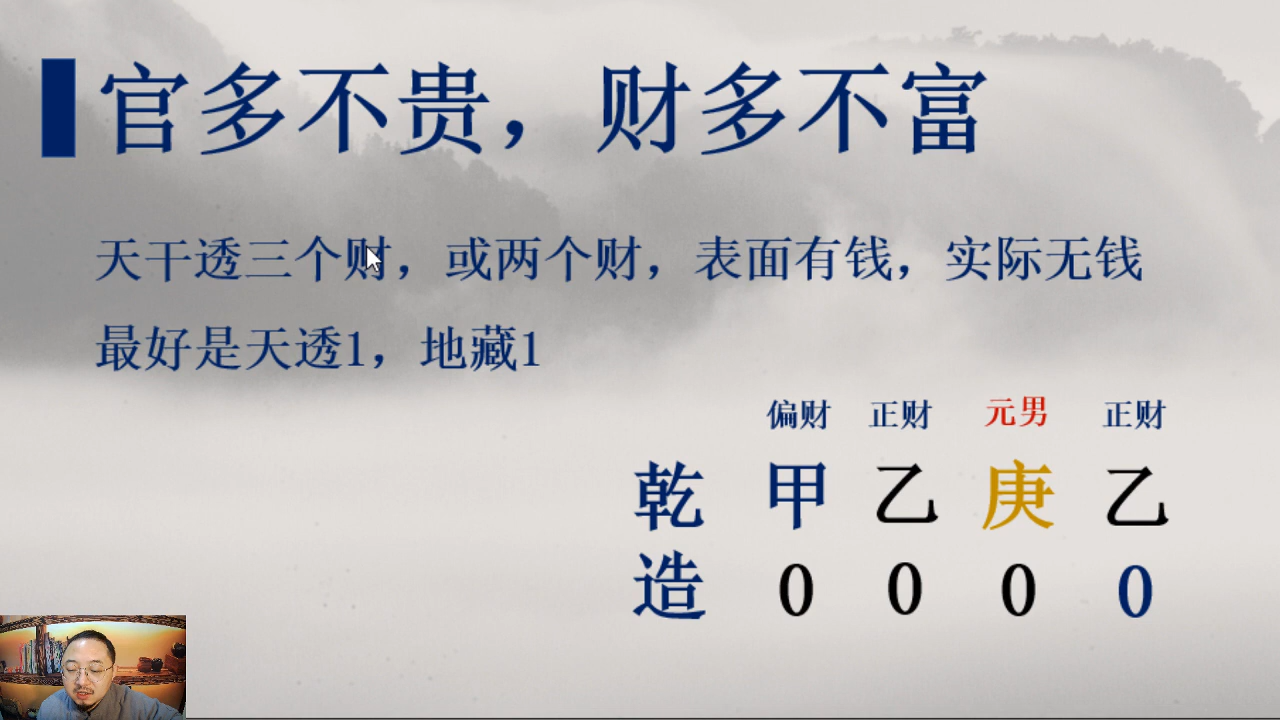 官多不贵，财多不富
天干透三个财，或两个财，表面有钱，实际无钱
最好是天透1，地藏1
偏财 正财 元男 正财
乾 甲 乙 庚 乙
造 0 0 0 0